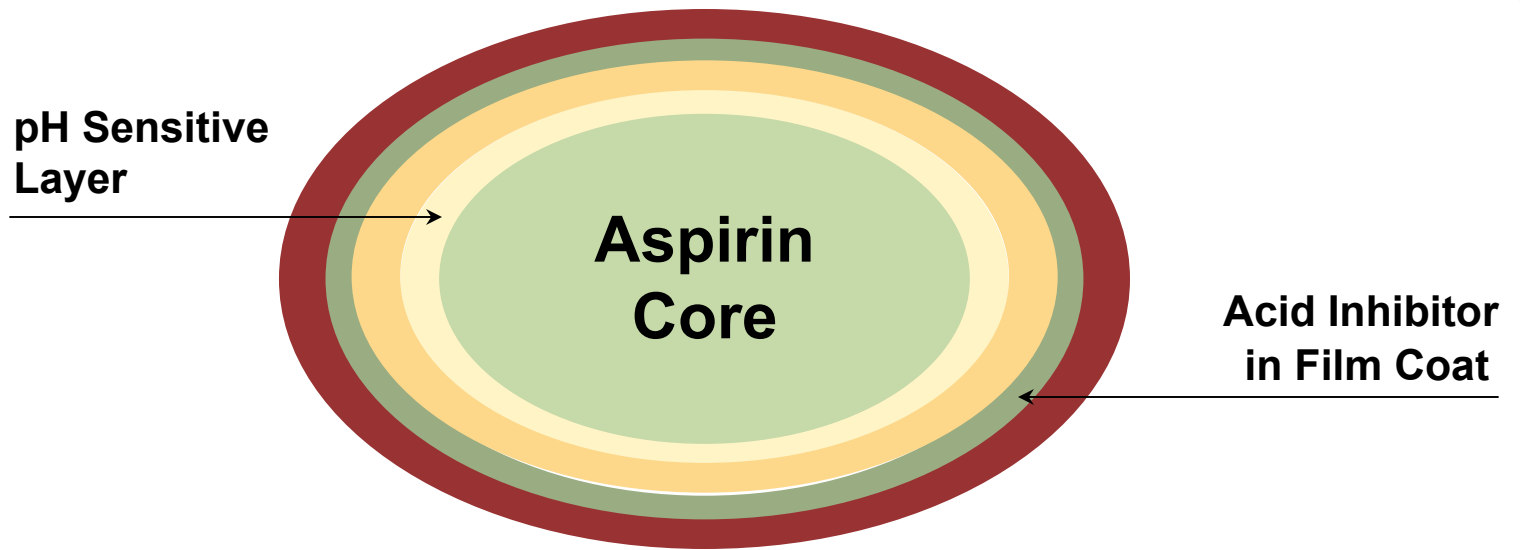 pH Sensitive
Layer
Aspirin
Core
Acid Inhibitor
in Film Coat